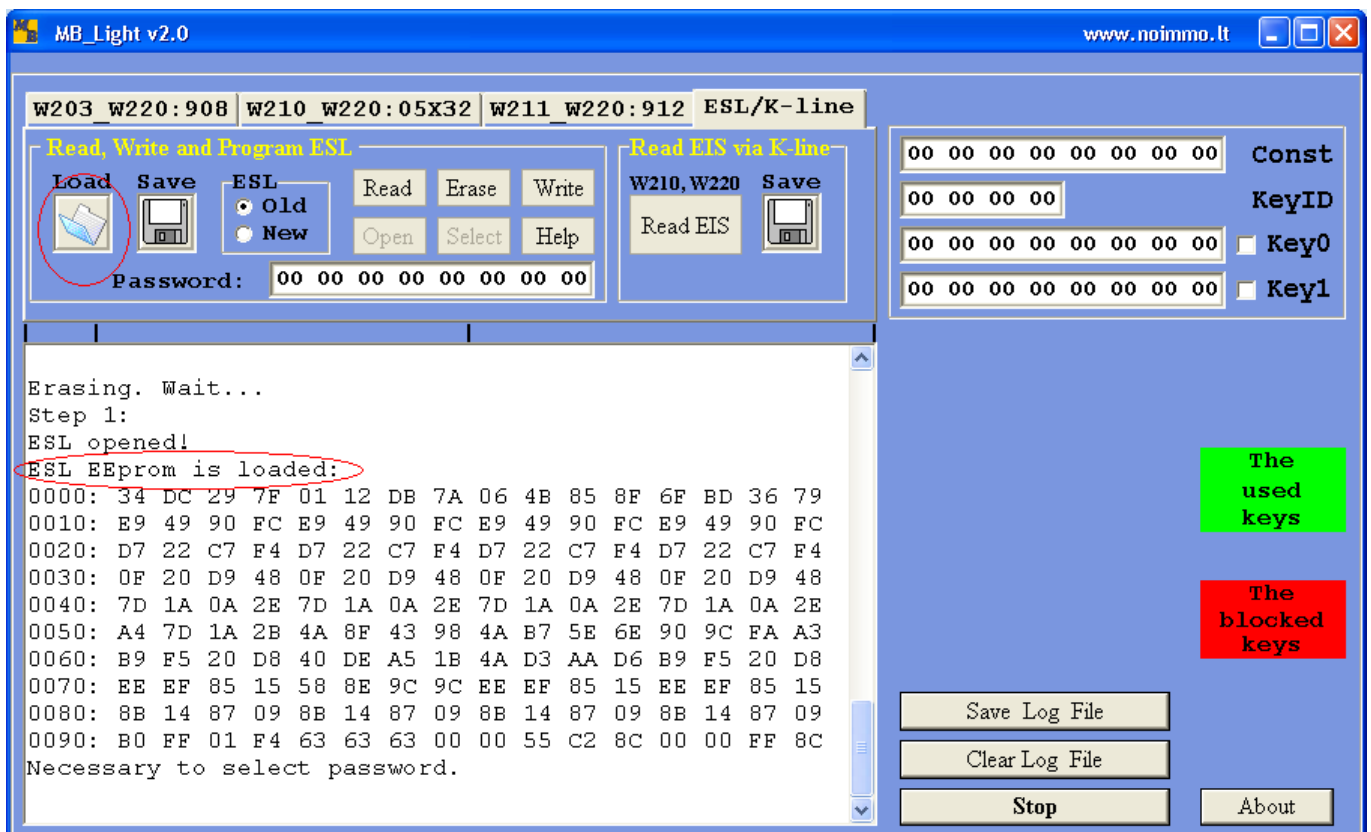 MB_Light v2.0
www.noimmo.lt
W203_W220:908 W210_W220:05X32 W211_W220:912 ESL/K-line
Read, Write and Program ESL
Load Save
ESL
Old
New
Read Erase Write
Open Select Help
Password: 00 00 00 00 00 00 00 00
Read EIS via K-line
W210, W220 Save
Read EIS
00 00 00 00 00 00 00 00 Const
00 00 00 00 KeyID
00 00 00 00 00 00 00 00 Key0
00 00 00 00 00 00 00 00 Key1
Erasing. Wait...
Step 1:
ESL opened!
ESL EEprom is loaded:
0000: 34 DC 29 7F 01 12 DB 7A 06 4B 85 8F 6F BD 36 79
0010: E9 49 90 FC E9 49 90 FC E9 49 90 FC E9 49 90 FC
0020: D7 22 C7 F4 D7 22 C7 F4 D7 22 C7 F4 D7 22 C7 F4
0030: 0F 20 D9 48 0F 20 D9 48 0F 20 D9 48 0F 20 D9 48
0040: 7D 1A 0A 2E 7D 1A 0A 2E 7D 1A 0A 2E 7D 1A 0A 2E
0050: A4 7D 1A 2B 4A 8F 43 98 4A B7 5E 6E 90 9C FA A3
0060: B9 F5 20 D8 40 DE A5 1B 4A D3 AA D6 B9 F5 20 D8
0070: EE EF 85 15 58 8E 9C 9C EE EF 85 15 EE EF 85 15
0080: 8B 14 87 09 8B 14 87 09 8B 14 87 09 8B 14 87 09
0090: B0 FF 01 F4 63 63 63 00 00 55 C2 8C 00 00 FF 8C
Necessary to select password.
The
used
keys
The
blocked
keys
Save Log File
Clear Log File
Stop
About